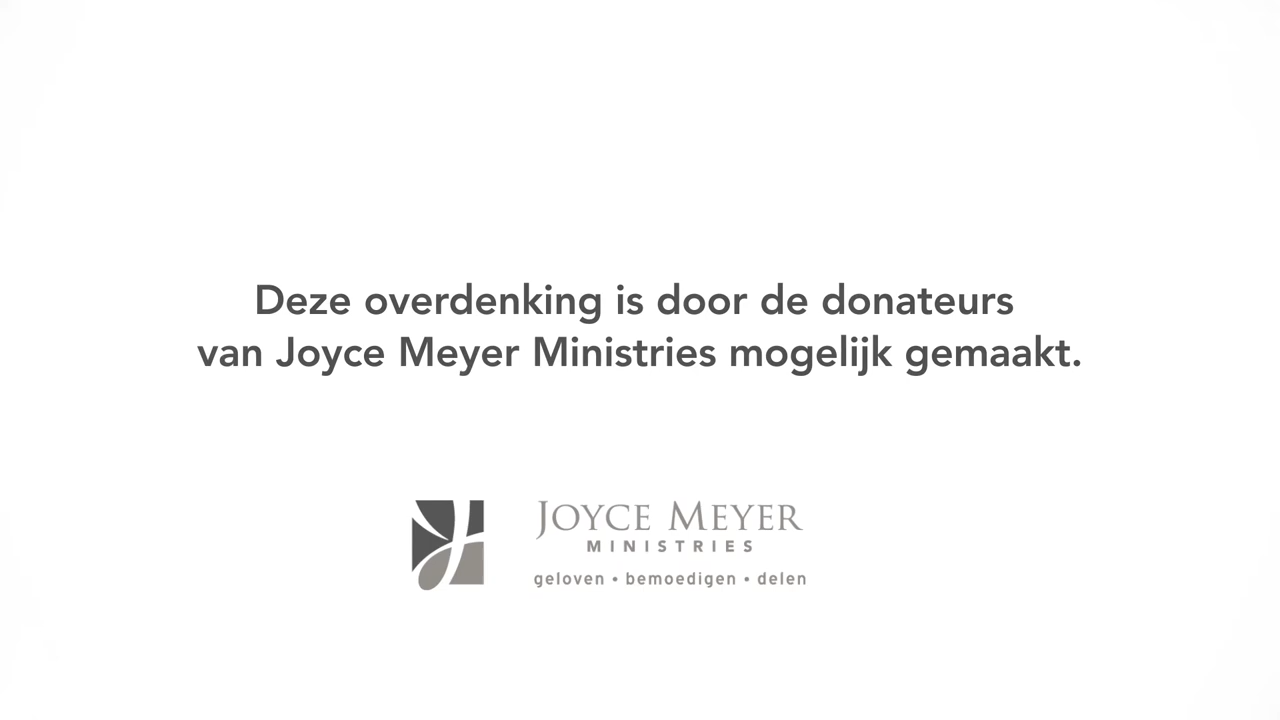 Deze overdenking is door de donateurs
van Joyce Meyer Ministries mogelijk gemaakt.
JOYCE MEYER
MINISTRIES
geloven • bemoedigen • delen